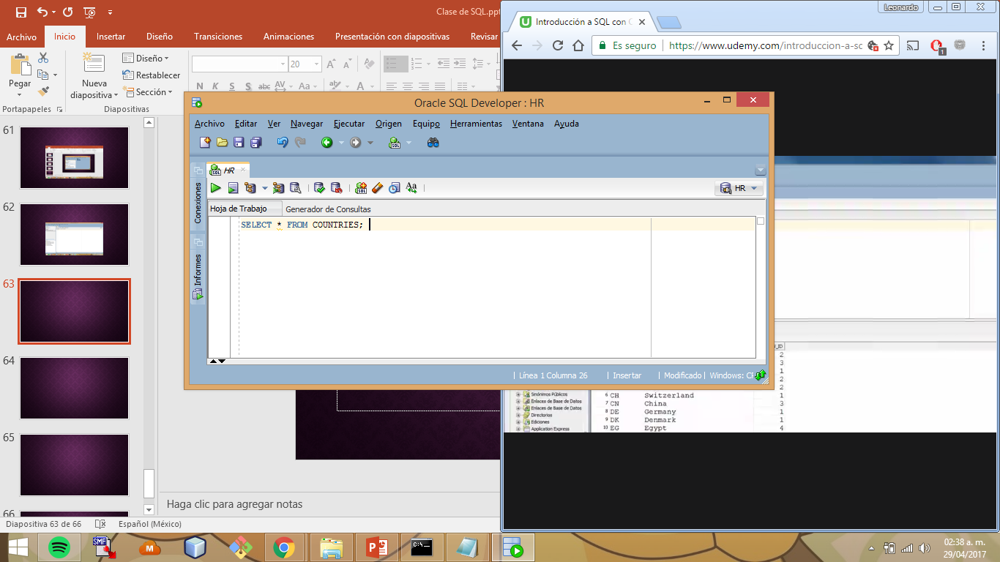 Clase de SQL.ppt
Leonardo
Archivo Inicio Insertar Diseño Transiciones Animaciones Presentación con diapositivas Revisar
Introducción a SQL con
Es seguro https://www.udemy.com/introduccion-a-sq
1
Pegar
Nueva
diapositiva
Diseño
Restablecer
Sección
Portapapeles
Diapositivas
20
N K S abc AV Aa A
Oracle SQL Developer : HR
Archivo Editar Ver Navegar Ejecutar Origen Equipo Herramientas Ventana Ayuda
HR
HR
Conexiones
Informes
Hoja de Trabajo Generador de Consultas
SELECT * FROM COUNTRIES;
Línea 1 Columna 26 Insertar Modificado Windows:
61
62
63
64
65
66
2
3
1
2
2
Sinónimos Públicos
Enlaces de Base de Datos
Enlaces de Base de Datos
Directorios
Ediciones
Application Express
6 CH Switzerland 1
7 CN China 3
8 DE Germany 1
9 DK Denmark 1
10 EG Egypt 4
Haga clic para agregar notas
Diapositiva 63 de 66 Español (México)
SMF
C:\
02:38 a. m.
29/04/2017